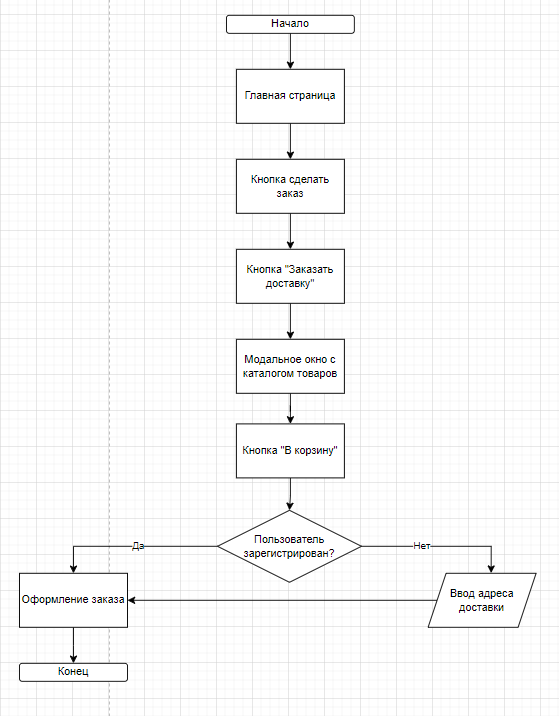 Начало
Главная страница
Кнопка сделать
заказ
Кнопка "Заказать
доставку"
Модальное окно с
каталогом товаров
Кнопка "В корзину"
Пользователь
зарегистрирован?
Да
Нет
Оформление заказа
Ввод адреса
доставки
Конец